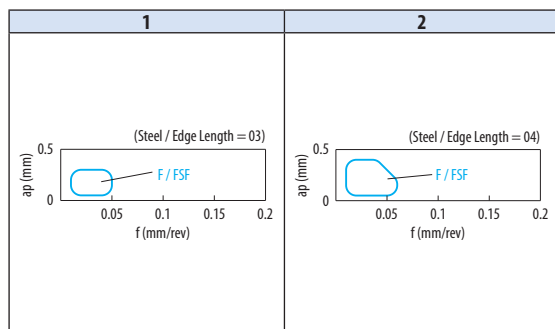 1
2
(Steel / Edge Length = 03)
0.5
ap (mm)
F / FSF
0
0.05
0.1
0.15
0.2
f (mm/rev)
(Steel / Edge Length = 04)
0.5
ap (mm)
F / FSF
0
0.05
0.1
0.15
0.2
f (mm/rev)